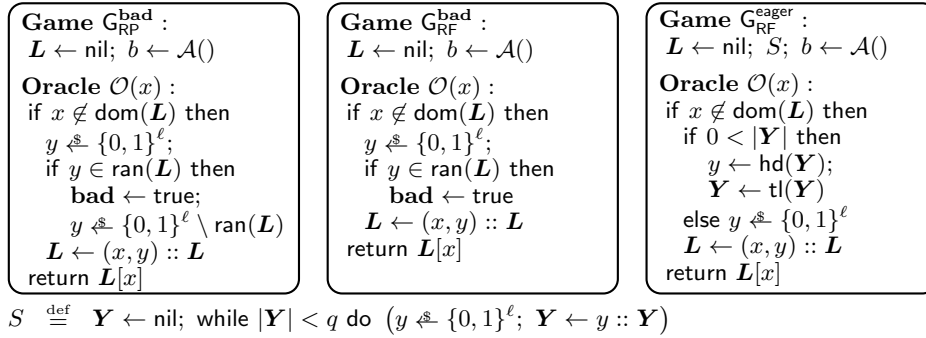 Game G_RP^bad :
L ← nil; b ← A()
Oracle O(x) :
if x ∉ dom(L) then
y ←$ {0, 1}^ℓ;
if y ∈ ran(L) then
bad ← true;
y ←$ {0, 1}^ℓ \ ran(L)
L ← (x, y) :: L
return L[x]
Game G_RF^bad :
L ← nil; b ← A()
Oracle O(x) :
if x ∉ dom(L) then
y ←$ {0, 1}^ℓ;
if y ∈ ran(L) then
bad ← true
L ← (x, y) :: L
return L[x]
Game G_RF^eager :
L ← nil; S; b ← A()
Oracle O(x) :
if x ∉ dom(L) then
if 0 < |Y| then
y ← hd(Y);
Y ← tl(Y)
else y ←$ {0, 1}^ℓ
L ← (x, y) :: L
return L[x]
S def= Y ← nil; while |Y| < q do (y ←$ {0, 1}^ℓ; Y ← y :: Y)